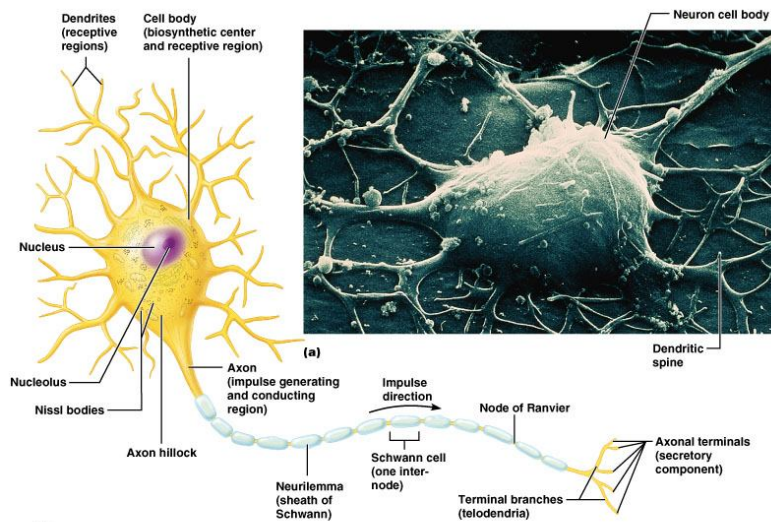 Dendrites
(receptive
regions)
Cell body
(biosynthetic center
and receptive region)
Neuron cell body
Nucleus
Nucleolus
Nissl bodies
Axon hillock
Axon
(impulse generating
and conducting
region)
(a)
Dendritic
spine
Impulse
direction
Node of Ranvier
Neurilemma
(sheath of
Schwann)
Schwann cell
(one inter-
node)
Axonal terminals
(secretory
component)
Terminal branches
(telodendria)